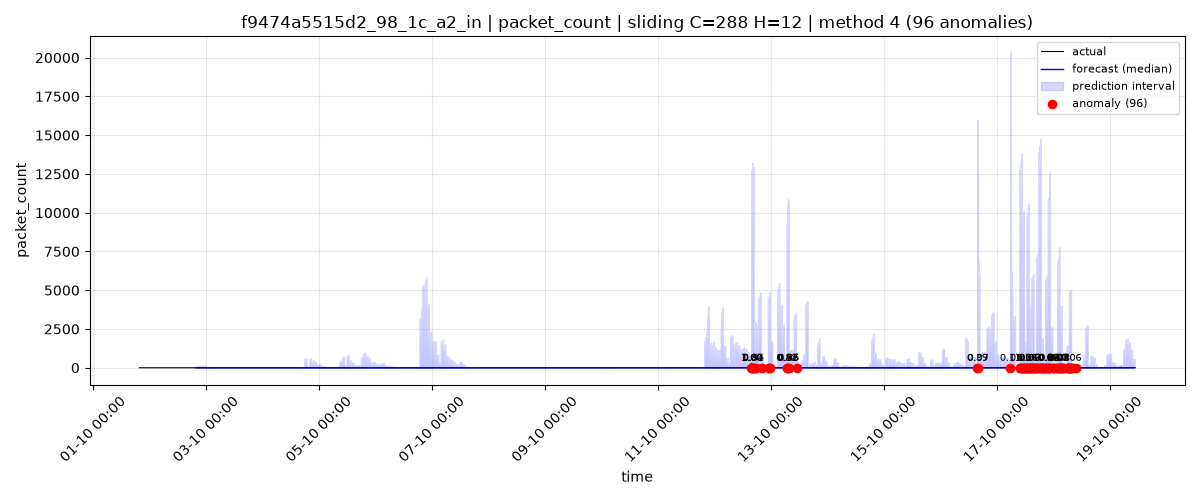 f9474a5515d2_98_1c_a2_in | packet_count | sliding C=288 H=12 | method 4 (96 anomalies)
actual
forecast (median)
prediction interval
anomaly (96)
packet_count
20000
17500
15000
12500
10000
7500
5000
2500
0
01-10 00:00
03-10 00:00
05-10 00:00
07-10 00:00
09-10 00:00
11-10 00:00
13-10 00:00
15-10 00:00
17-10 00:00
19-10 00:00
time